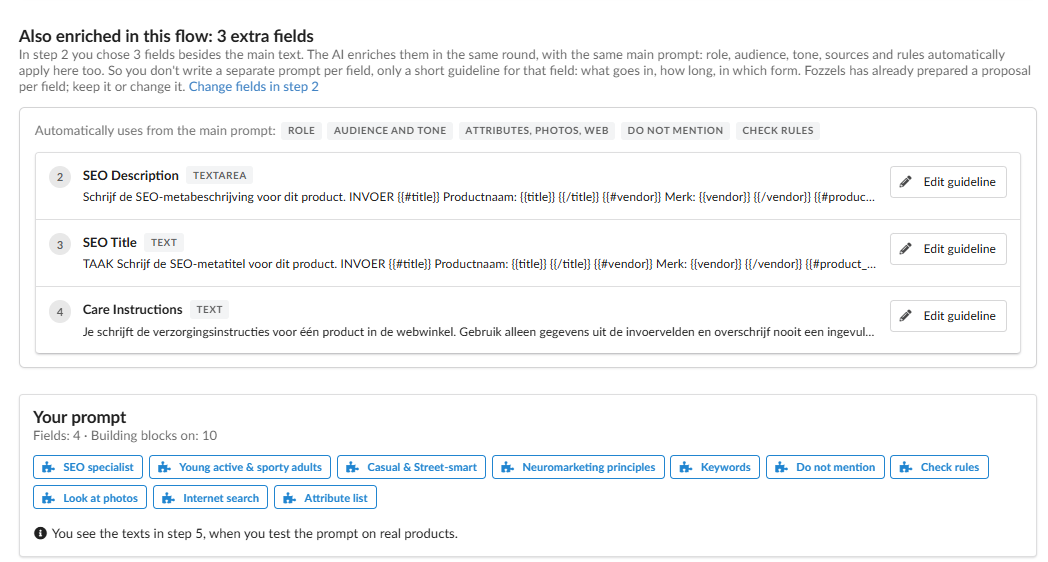 Also enriched in this flow: 3 extra fields
In step 2 you chose 3 fields besides the main text. The AI enriches them in the same round, with the same main prompt: role, audience, tone, sources and rules automatically
apply here too. So you don't write a separate prompt per field, only a short guideline for that field: what goes in, how long, in which form. Fozzels has already prepared a proposal
per field; keep it or change it. Change fields in step 2
Automatically uses from the main prompt: ROLE AUDIENCE AND TONE ATTRIBUTES, PHOTOS, WEB DO NOT MENTION CHECK RULES
2 SEO Description TEXTAREA
Schrijf de SEO-metabeschrijving voor dit product. INVOER {{#title}} Productnaam: {{title}} {{/title}} {{#vendor}} Merk: {{vendor}} {{/vendor}} {{#produc...
Edit guideline
3 SEO Title TEXT
TAAK Schrijf de SEO-metatitel voor dit product. INVOER {{#title}} Productnaam: {{title}} {{/title}} {{#vendor}} Merk: {{vendor}} {{/vendor}} {{#product_...
Edit guideline
4 Care Instructions TEXT
Je schrijft de verzorgingsinstructies voor één product in de webwinkel. Gebruik alleen gegevens uit de invoervelden en overschrijf nooit een ingevul...
Edit guideline
Your prompt
Fields: 4 · Building blocks on: 10
SEO specialist Young active & sporty adults Casual & Street-smart Neuromarketing principles Keywords Do not mention Check rules
Look at photos Internet search Attribute list
You see the texts in step 5, when you test the prompt on real products.